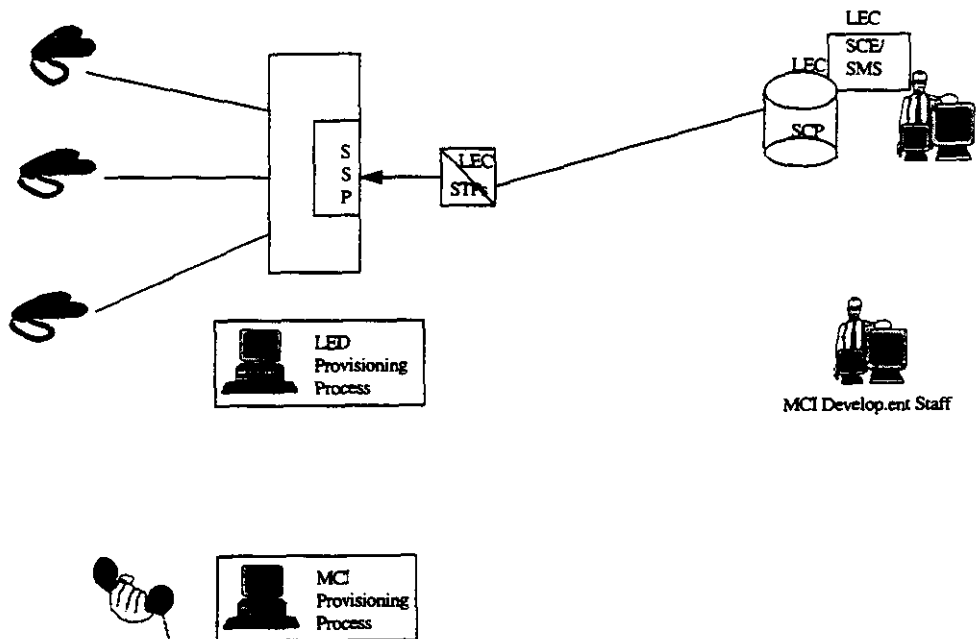 LEC
SCE/
SMS
LEC
SCP
S
S
P
LEC
STPs
LED
Provisioning
Process
MCI Develop.ent Staff
MCI
Provisioning
Process